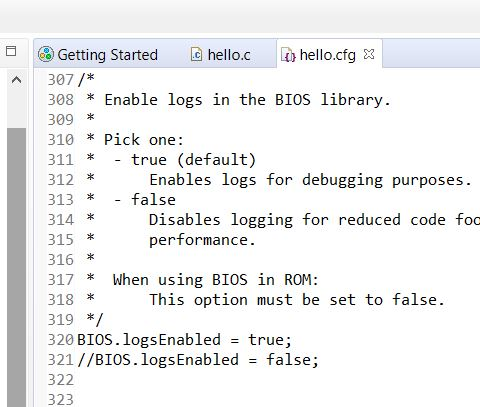 Getting Started hello.c hello.cfg
307 /*
308 * Enable logs in the BIOS library.
309 *
310 * Pick one:
311 * - true (default)
312 * Enables logs for debugging purposes.
313 * - false
314 * Disables logging for reduced code foo
315 * performance.
316 *
317 * When using BIOS in ROM:
318 * This option must be set to false.
319 */
320 BIOS.logsEnabled = true;
321 //BIOS.logsEnabled = false;
322
323